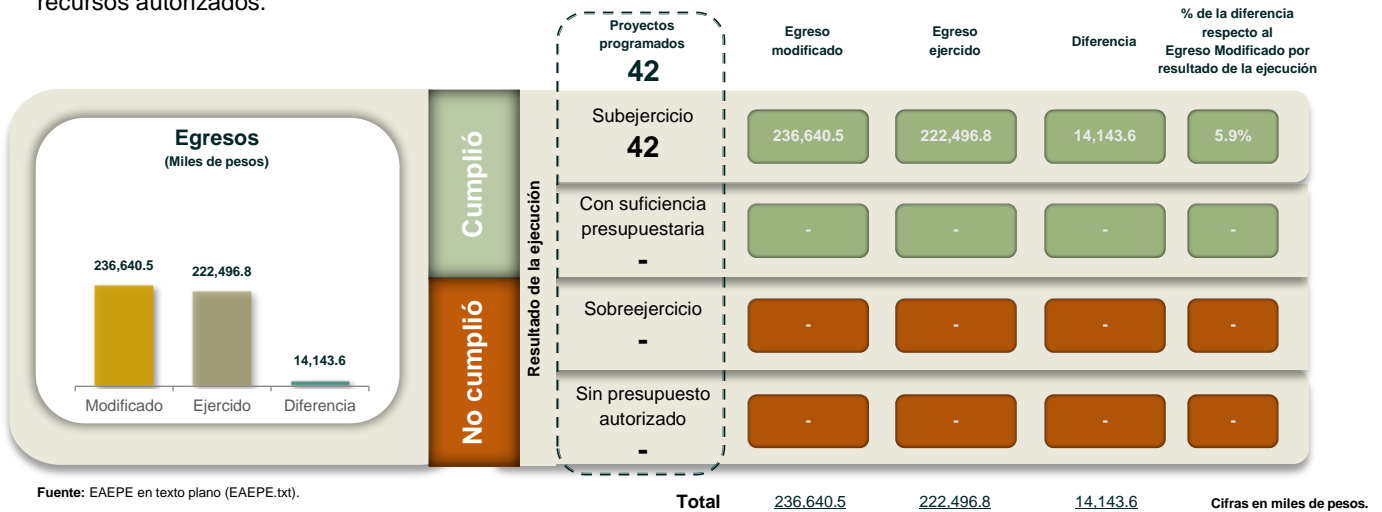 recursos autorizados.
Proyectos
programados
42
Egreso
modificado
Egreso
ejercido
Diferencia
% de la diferencia
respecto al
Egreso Modificado por
resultado de la ejecución
Egresos
(Miles de pesos)
236,640.5
222,496.8
14,143.6
Modificado
Ejercido
Diferencia
Cumplió
No cumplió
Resultado de la ejecución
Subejercicio
42
236,640.5
222,496.8
14,143.6
5.9%
Con suficiencia
presupuestaria
-
-
-
-
-
Sobreejercicio
-
-
-
-
-
Sin presupuesto
autorizado
-
-
-
-
-
Fuente: EAEPE en texto plano (EAEPE.txt).
Total
236,640.5
222,496.8
14,143.6
Cifras en miles de pesos.